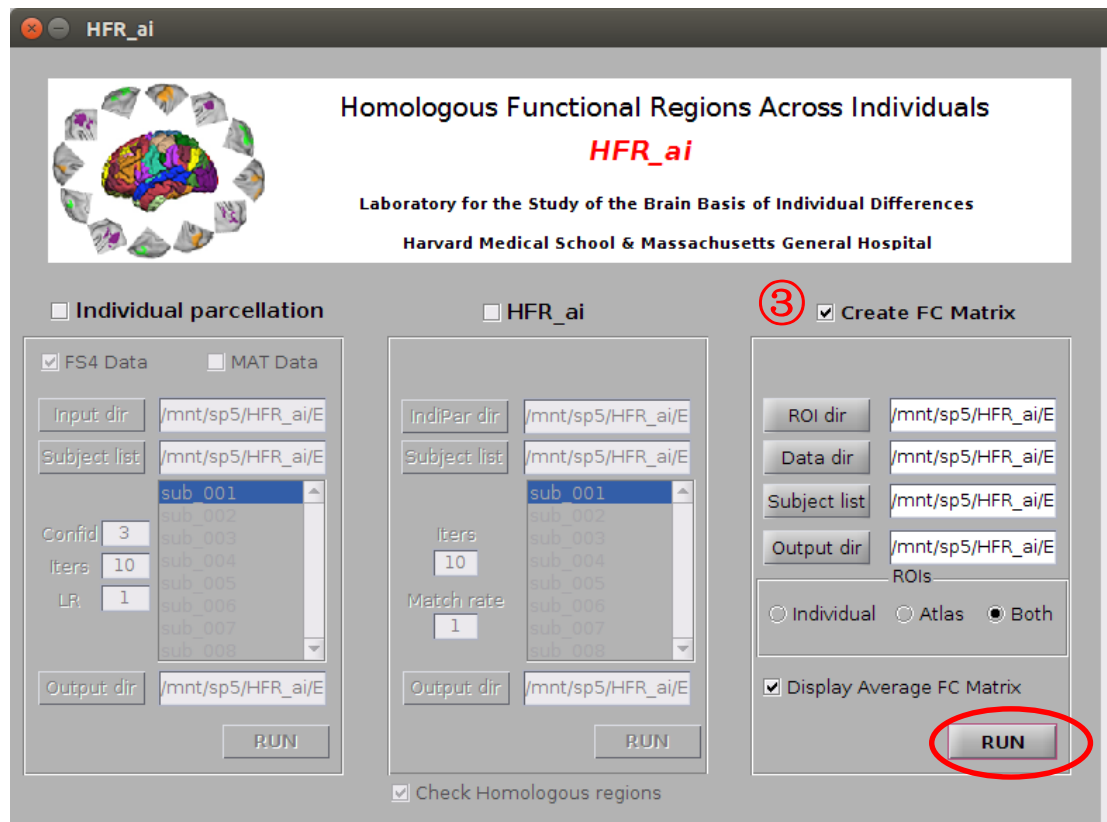 HFR_ai
Homologous Functional Regions Across Individuals
HFR_ai
Laboratory for the Study of the Brain Basis of Individual Differences
Harvard Medical School & Massachusetts General Hospital
Individual parcellation
FS4 Data MAT Data
Input dir /mnt/sp5/HFR_ai/E
Subject list /mnt/sp5/HFR_ai/E
sub_001
sub_002
Confid 3 sub_003
Iters 10 sub_004
sub_005
LR 1 sub_006
sub_007
sub_008
Output dir /mnt/sp5/HFR_ai/E
RUN
HFR_ai
IndiPar dir /mnt/sp5/HFR_ai/E
Subject list /mnt/sp5/HFR_ai/E
sub_001
sub_002
Iters sub_003
10 sub_004
sub_005
Match rate sub_006
1 sub_007
sub_008
Output dir /mnt/sp5/HFR_ai/E
RUN
Check Homologous regions
③ Create FC Matrix
ROI dir /mnt/sp5/HFR_ai/E
Data dir /mnt/sp5/HFR_ai/E
Subject list /mnt/sp5/HFR_ai/E
Output dir /mnt/sp5/HFR_ai/E
ROIs
Individual Atlas Both
Display Average FC Matrix
RUN